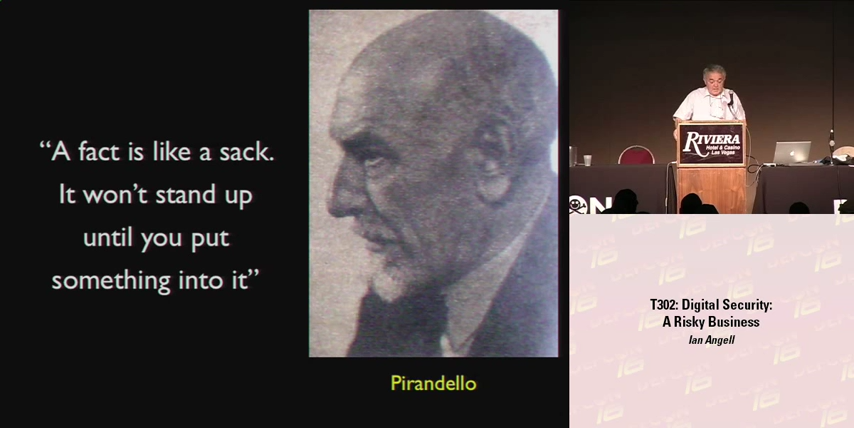 “A fact is like a sack.
It won’t stand up
until you put
something into it”
Pirandello
RIVIERA
Hotel & Casino
Las Vegas
T302: Digital Security:
A Risky Business
Ian Angell